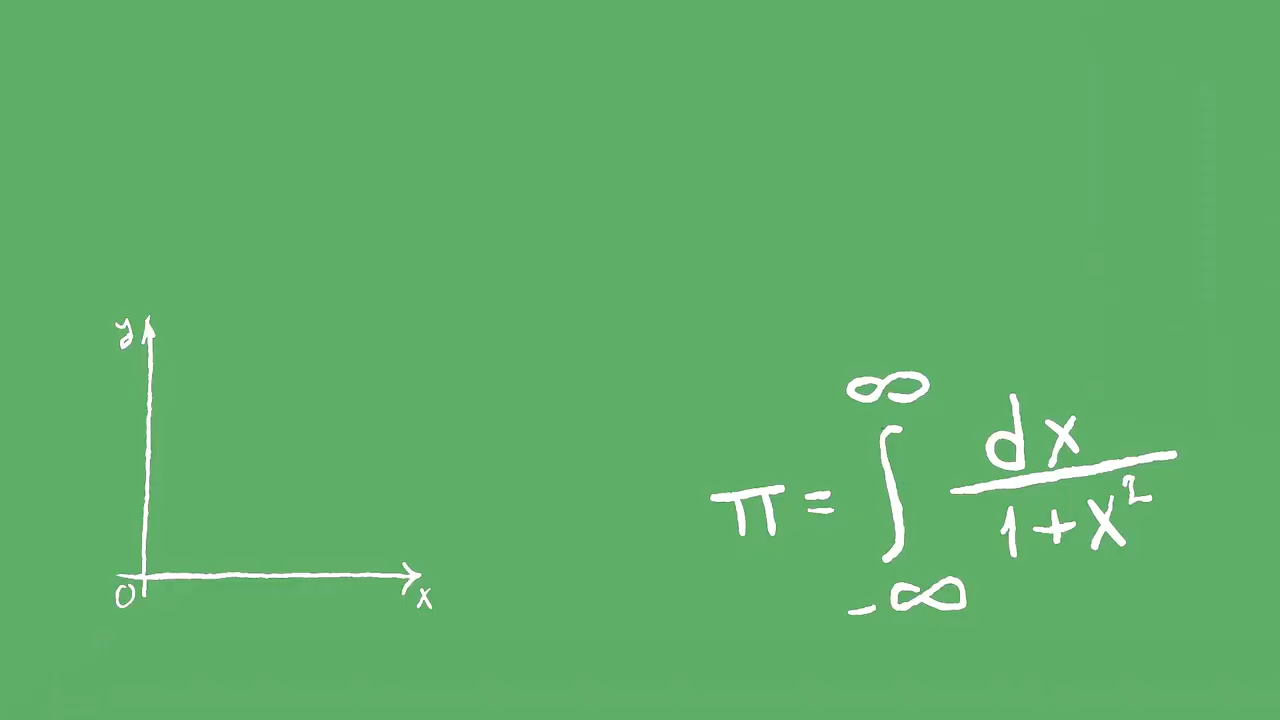 y
0
x
π = ∫_{-∞}^{∞} dx / (1+x²)